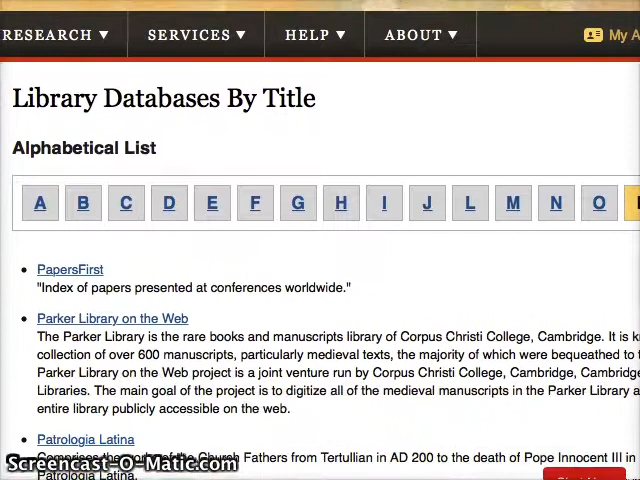 RESEARCH ▼ SERVICES ▼ HELP ▼ ABOUT ▼ My A
Library Databases By Title
Alphabetical List
A B C D E F G H I J L M N O
• PapersFirst
"Index of papers presented at conferences worldwide."
• Parker Library on the Web
The Parker Library is the rare books and manuscripts library of Corpus Christi College, Cambridge. It is k
collection of over 600 manuscripts, particularly medieval texts, the majority of which were bequeathed to
Parker Library on the Web project is a joint venture run by Corpus Christi College, Cambridge, Cambridg
Libraries. The main goal of the project is to digitize all of the medieval manuscripts in the Parker Library a
entire library publicly accessible on the web.
• Patrologia Latina
Comprises the works of the Church Fathers from Tertullian in AD 200 to the death of Pope Innocent III in
Patrologia Latina.
Screencast-O-Matic.com